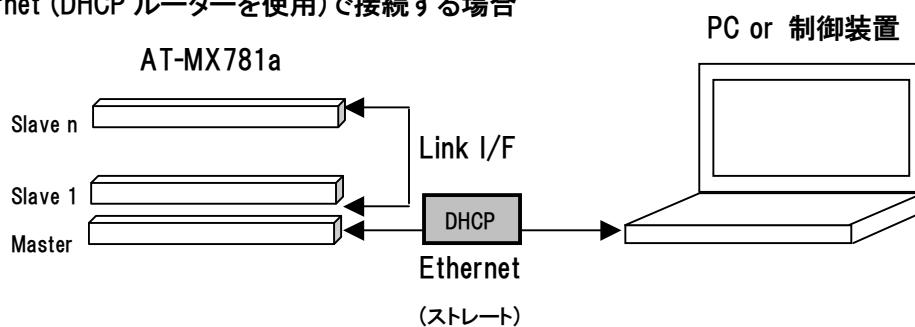 rnet (DHCP ルーターを使用)で接続する場合
PC or 制御装置
AT-MX781a
Slave n
Link I/F
Slave 1
DHCP
Master
Ethernet
(ストレート)